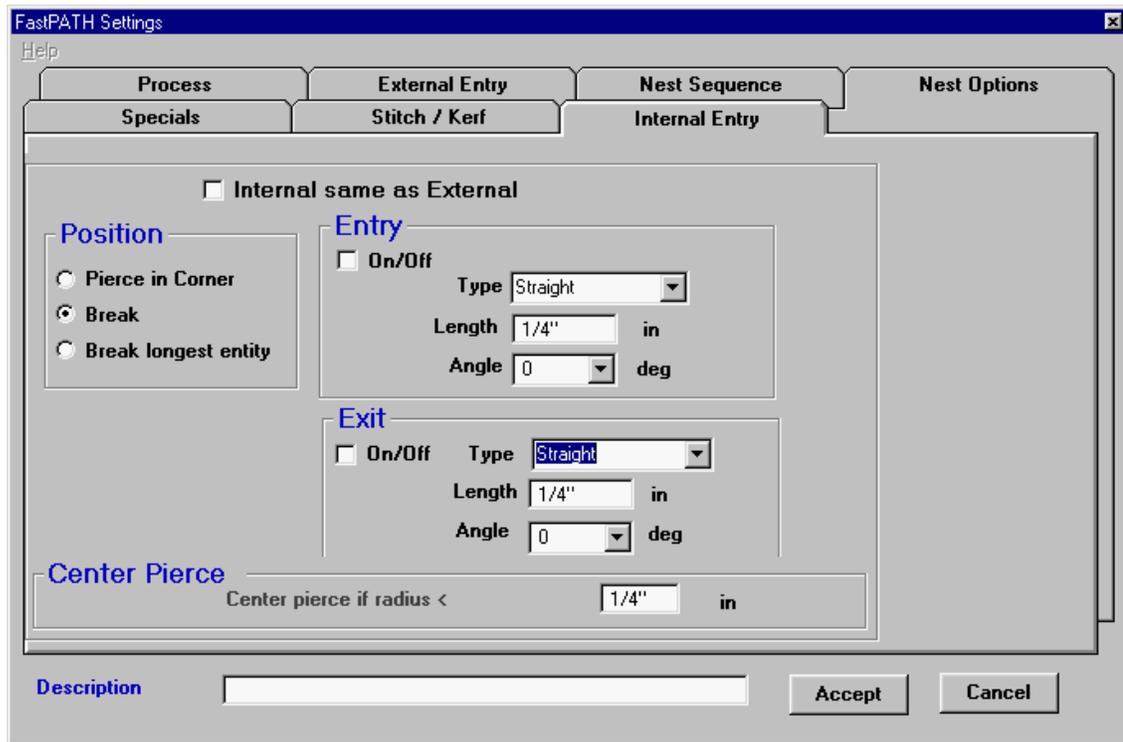 FastPATH Settings
Help
Process External Entry Nest Sequence Nest Options
Specials Stitch / Kerf Internal Entry
Internal same as External
Position
Pierce in Corner
Break
Break longest entity
Entry
On/Off
Type Straight
Length 1/4" in
Angle 0 deg
Exit
On/Off Type Straight
Length 1/4" in
Angle 0 deg
Center Pierce
Center pierce if radius < 1/4" in
Description
Accept Cancel